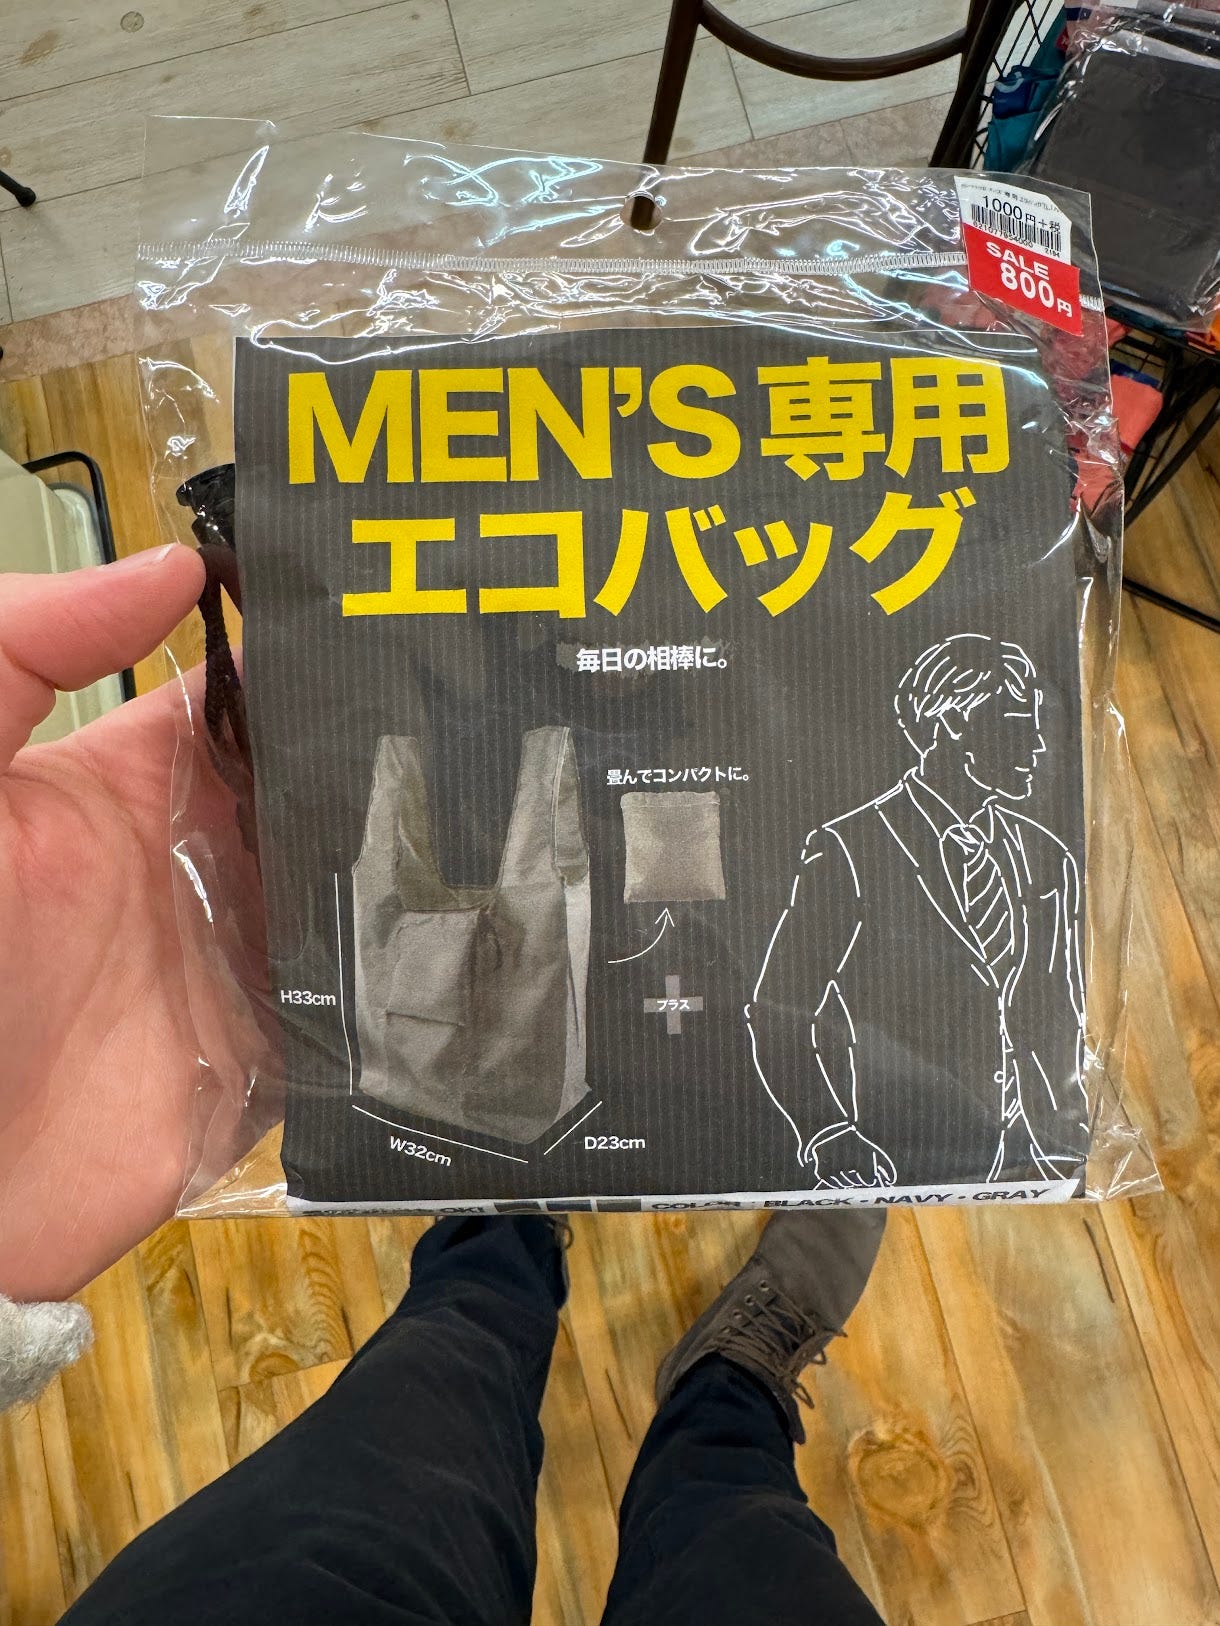 1000円+税
SALE
800円
MEN'S専用
エコバッグ
毎日の相棒に。
畳んでコンパクトに。
プラス
H33cm
W32cm
D23cm
OK!
COLOR BLACK・NAVY・GRAY